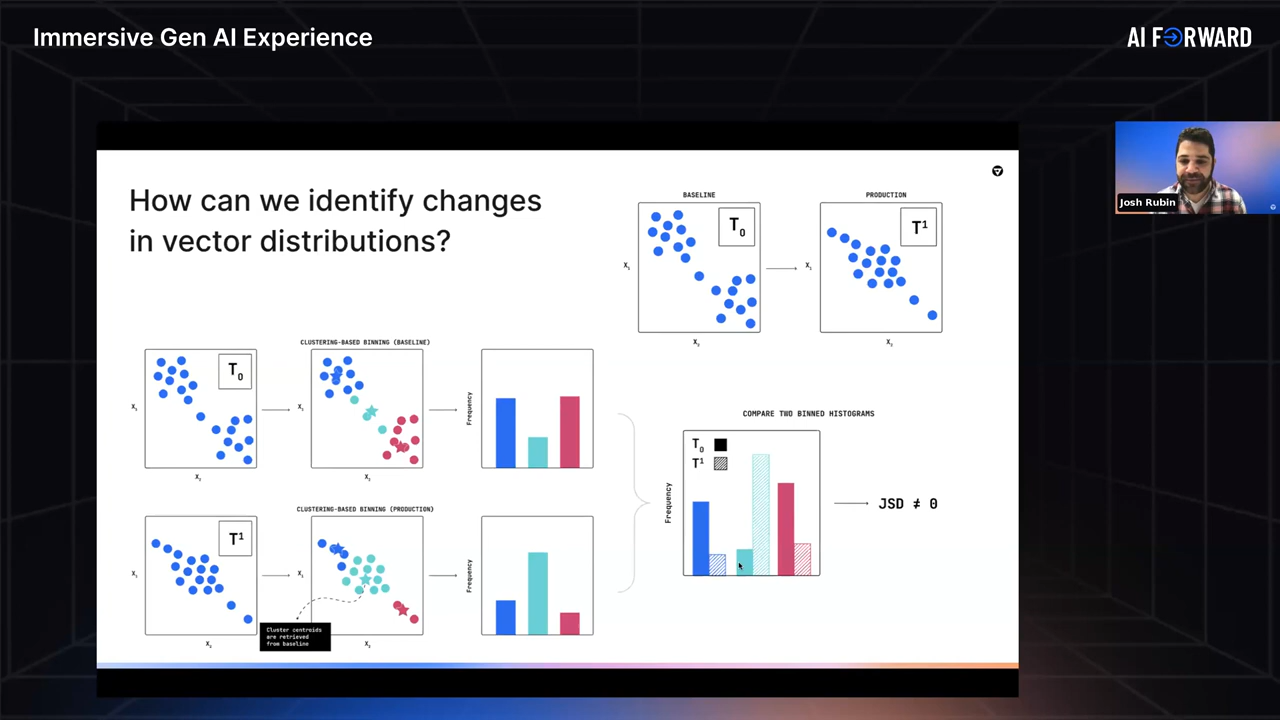 Immersive Gen AI Experience
AI FORWARD
Josh Rubin
How can we identify changes
in vector distributions?
BASELINE
T0
X1
X2
PRODUCTION
T1
X1
X2
CLUSTERING-BASED BINNING (BASELINE)
T0
X1
X2
X1
X2
Frequency
CLUSTERING-BASED BINNING (PRODUCTION)
T1
X1
X2
X1
X2
Cluster centroids
are retrieved
from baseline
Frequency
COMPARE TWO BINNED HISTOGRAMS
T0
T1
Frequency
JSD ≠ 0